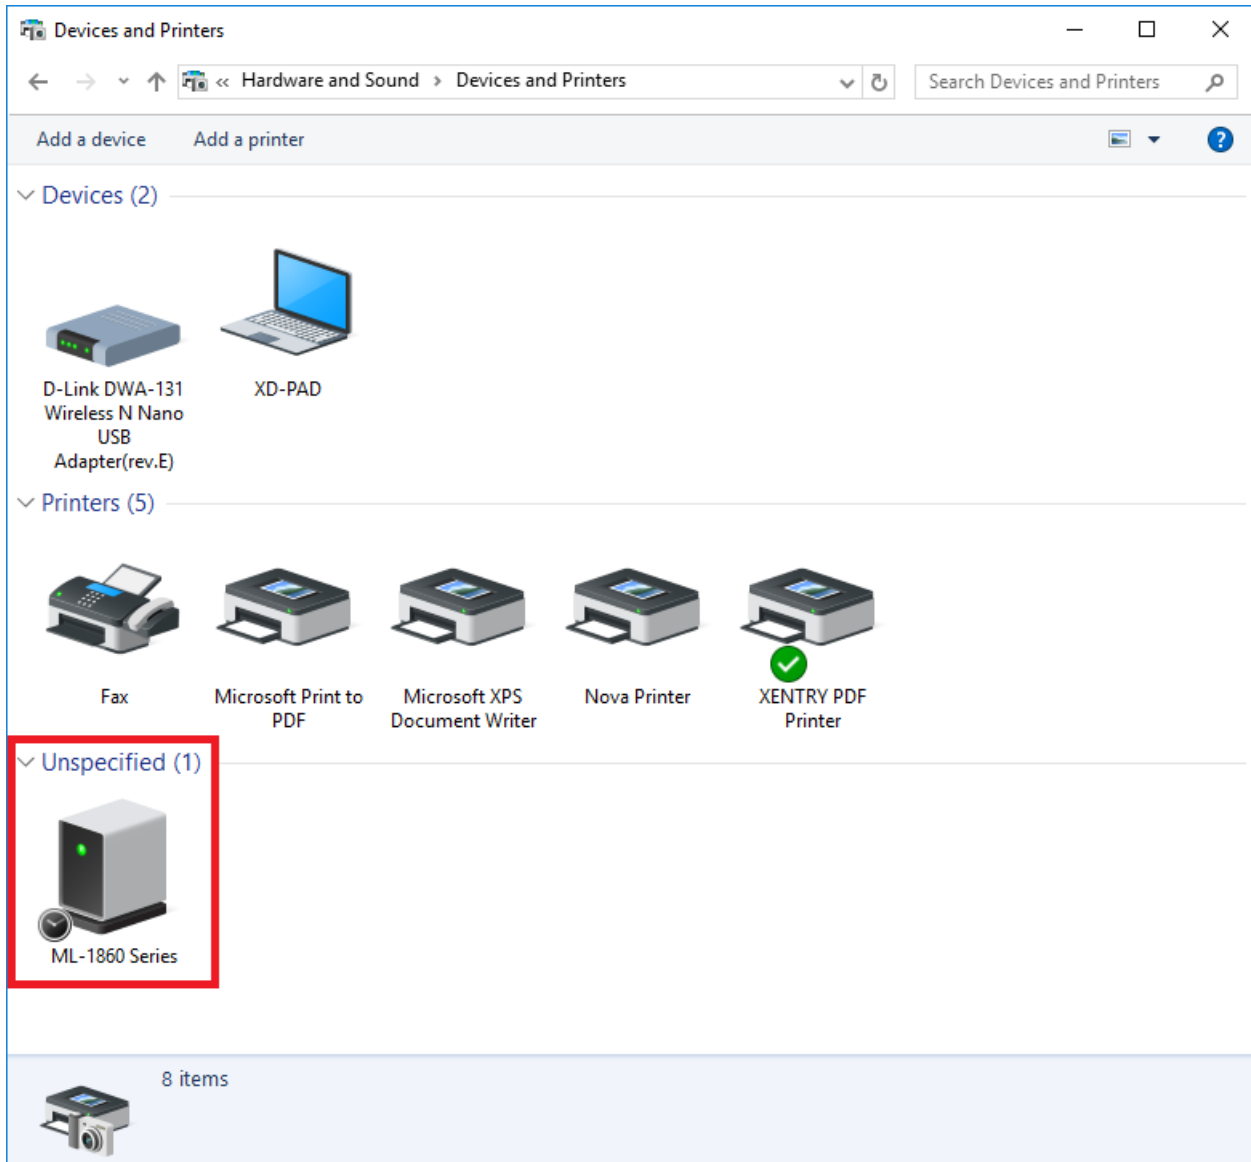 Devices and Printers
« Hardware and Sound > Devices and Printers
Search Devices and Printers
Add a device
Add a printer
?
Devices (2)
D-Link DWA-131
Wireless N Nano
USB
Adapter(rev.E)
XD-PAD
Printers (5)
Fax
Microsoft Print to
PDF
Microsoft XPS
Document Writer
Nova Printer
XENTRY PDF
Printer
Unspecified (1)
ML-1860 Series
8 items